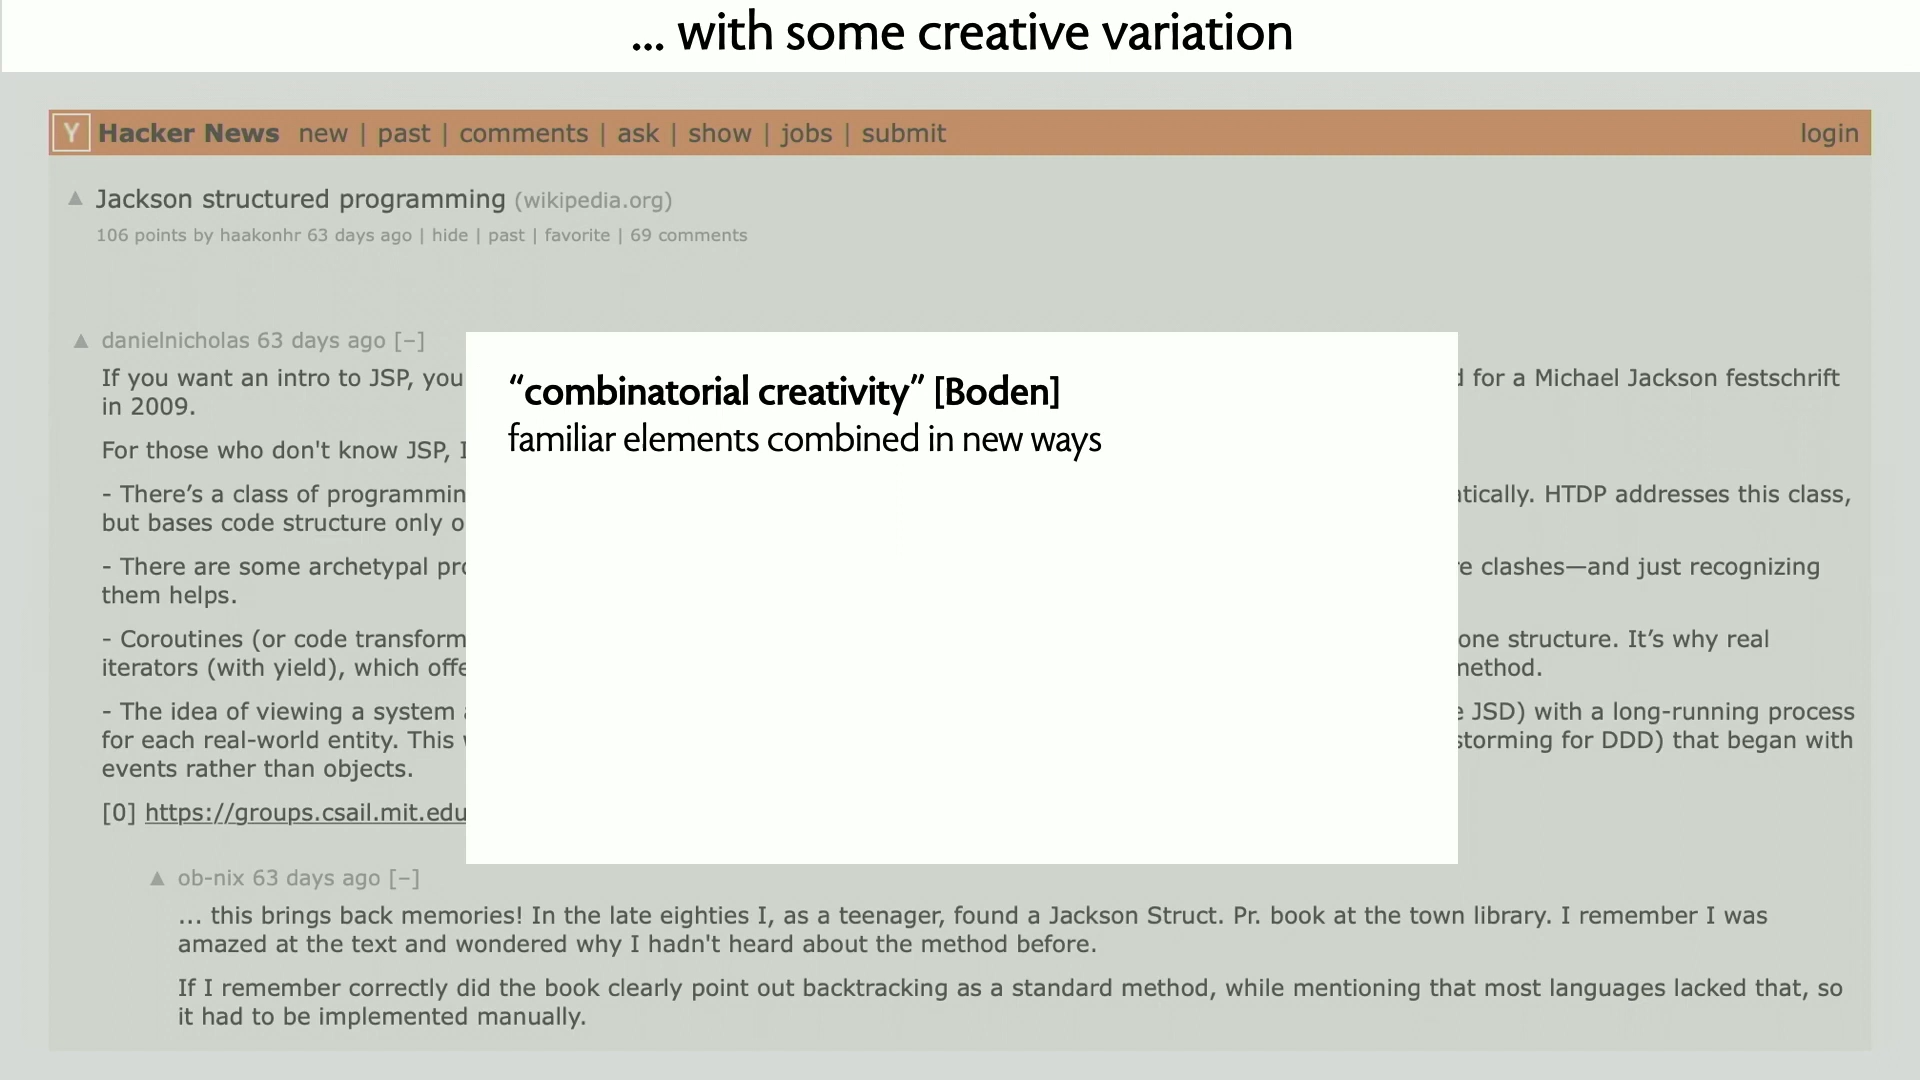 ... with some creative variation
Y Hacker News new | past | comments | ask | show | jobs | submit login
▲ Jackson structured programming (wikipedia.org)
106 points by haakonhr 63 days ago | hide | past | favorite | 69 comments
▲ danielnicholas 63 days ago [–]
If you want an intro to JSP, you for a Michael Jackson festschrift
in 2009.
For those who don't know JSP, I
- There’s a class of HTDP addresses this class,
but bases code structure only
- There are some archetypal clashes—and just recognizing
them helps.
- Coroutines (or code one structure. It’s why real
iterators (with yield), which
- The idea of viewing a system JSD) with a long-running process
for each real-world entity. This for DDD) that began with
events rather than objects.
[0] https://groups.csail.mit.edu
“combinatorial creativity” [Boden]
familiar elements combined in new ways
▲ ob-nix 63 days ago [–]
... this brings back memories! In the late eighties I, as a teenager, found a Jackson Struct. Pr. book at the town library. I remember I was
amazed at the text and wondered why I hadn't heard about the method before.
If I remember correctly did the book clearly point out backtracking as a standard method, while mentioning that most languages lacked that, so
it had to be implemented manually.